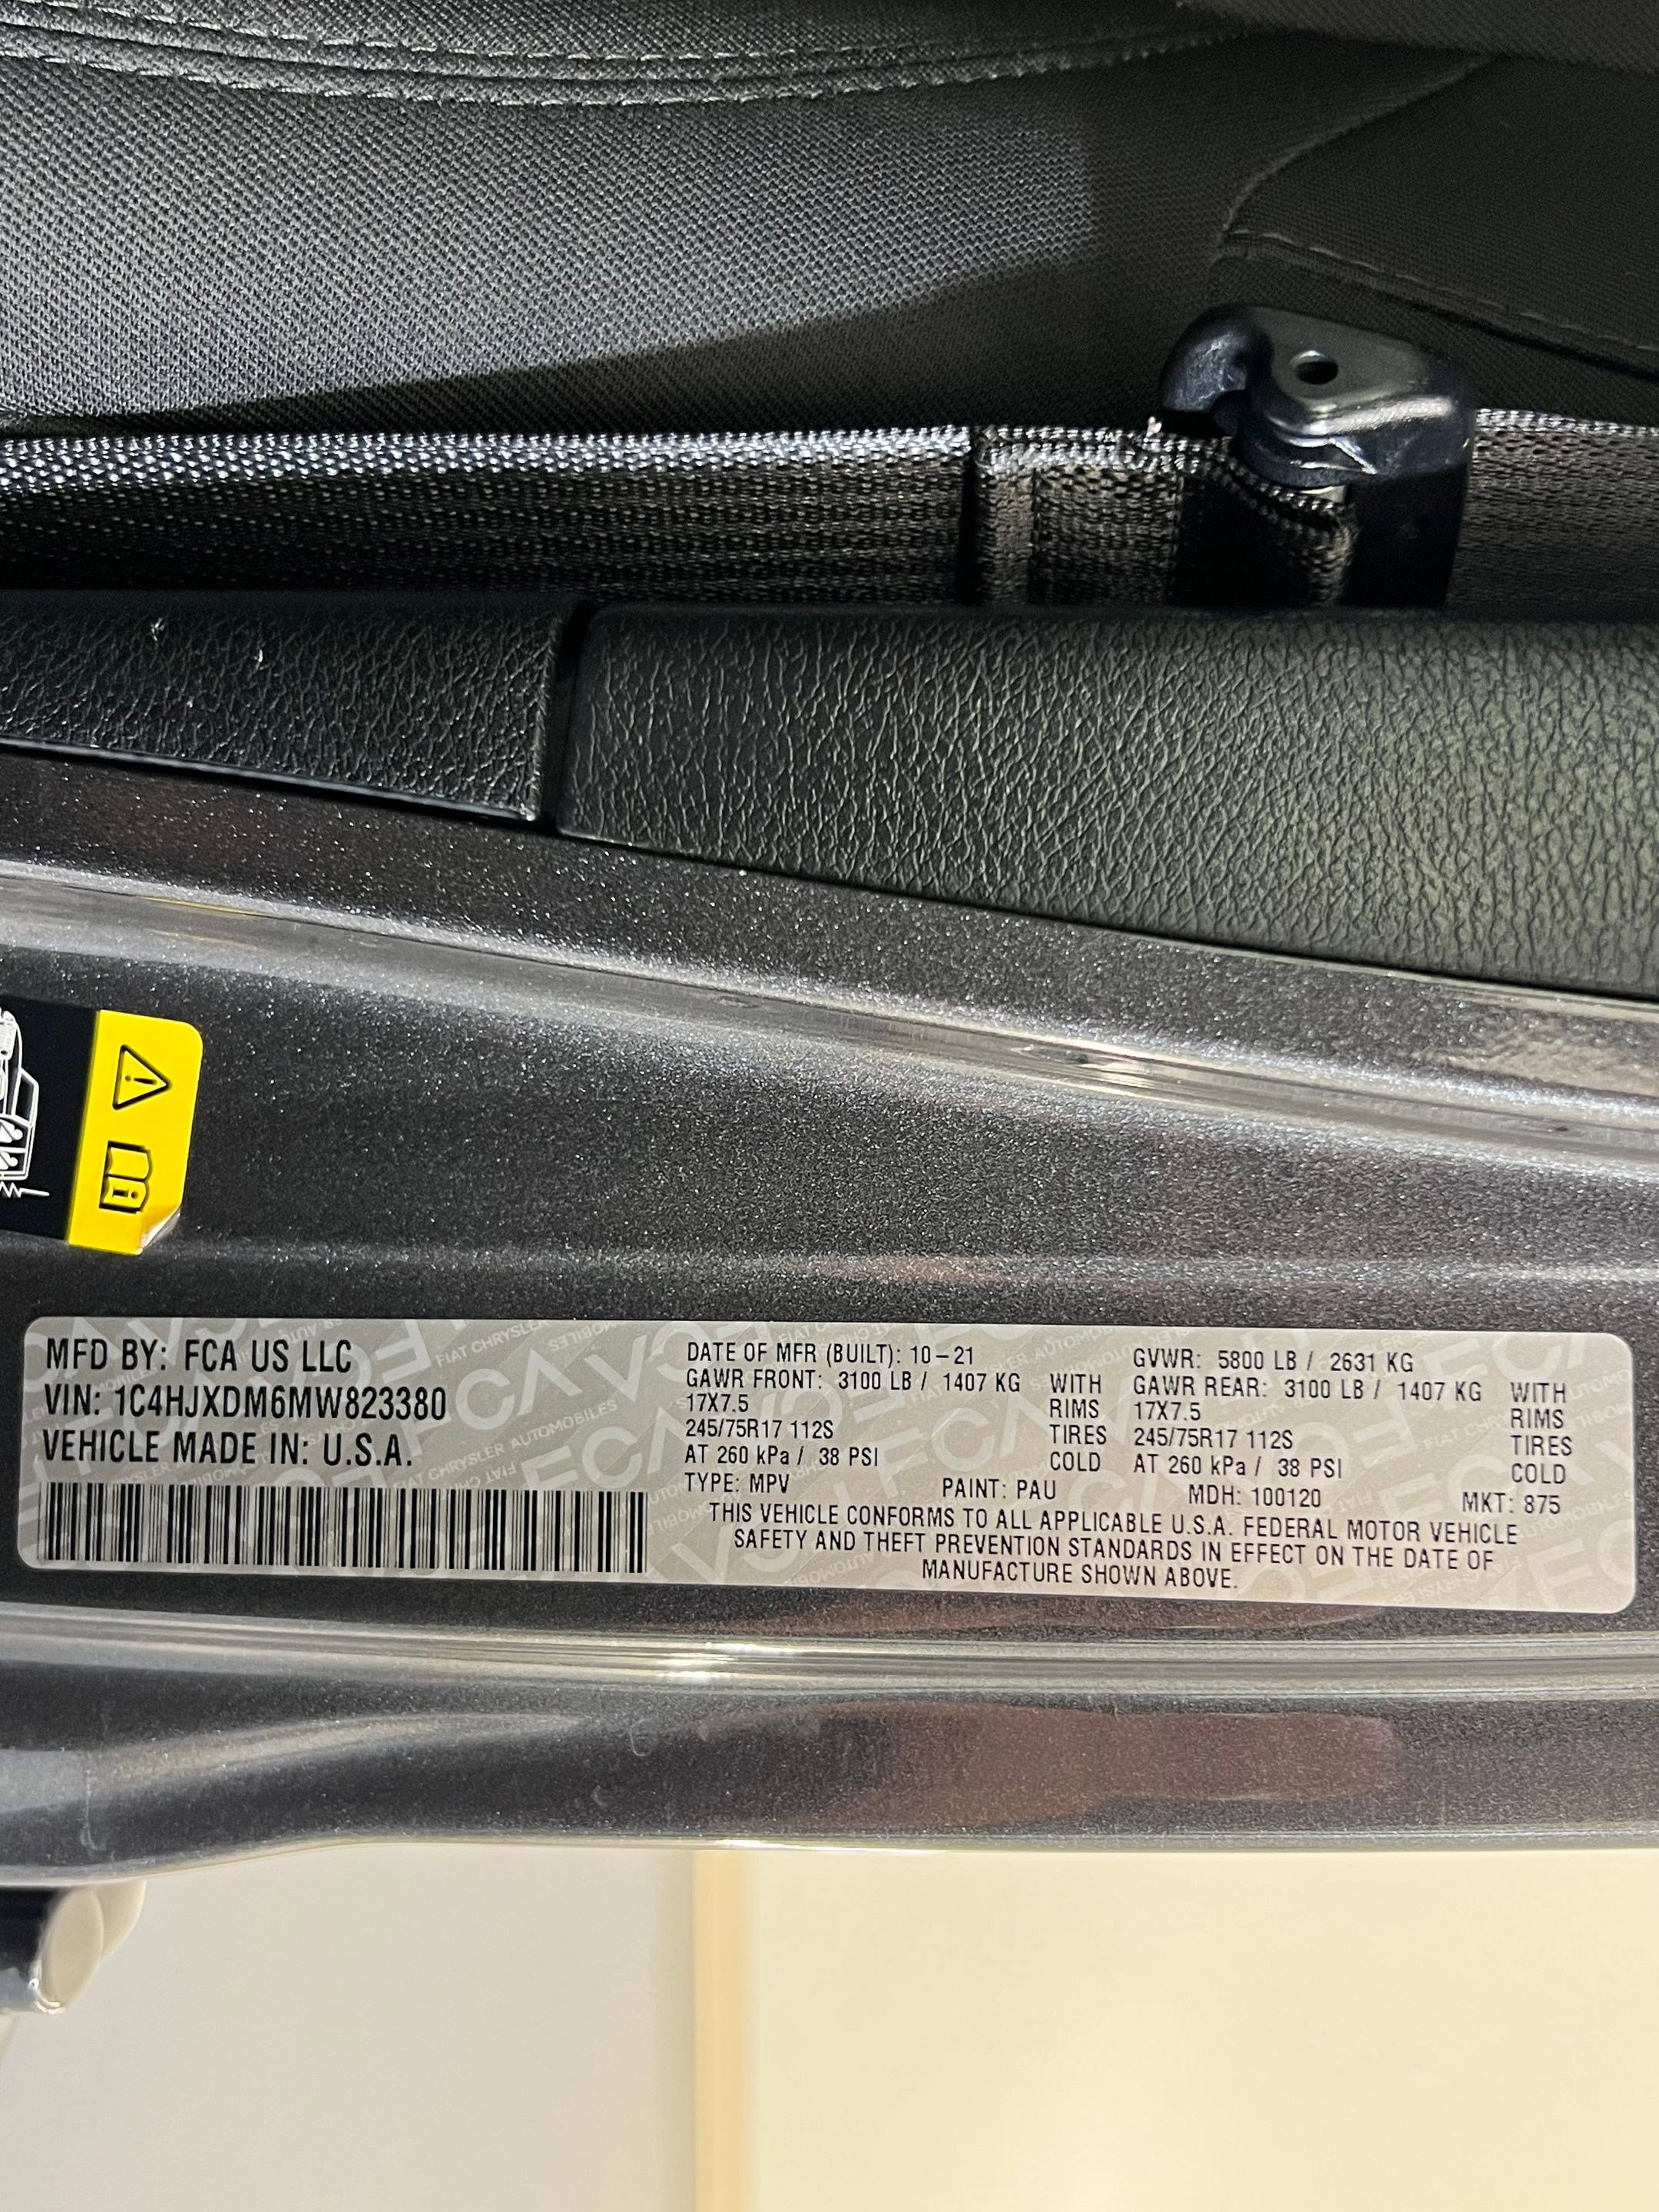 MFD BY: FCA US LLC
VIN: 1C4HJXDM6MW823380
VEHICLE MADE IN: U.S.A.
DATE OF MFR (BUILT): 10-21
GAWR FRONT: 3100 LB / 1407 KG WITH
17X7.5 RIMS
245/75R17 112S TIRES
AT 260 kPa / 38 PSI COLD
GVWR: 5800 LB / 2631 KG
GAWR REAR: 3100 LB / 1407 KG WITH
17X7.5 RIMS
245/75R17 112S TIRES
AT 260 kPa / 38 PSI COLD
TYPE: MPV PAINT: PAU MDH: 100120 MKT: 875
THIS VEHICLE CONFORMS TO ALL APPLICABLE U.S.A. FEDERAL MOTOR VEHICLE
SAFETY AND THEFT PREVENTION STANDARDS IN EFFECT ON THE DATE OF
MANUFACTURE SHOWN ABOVE.